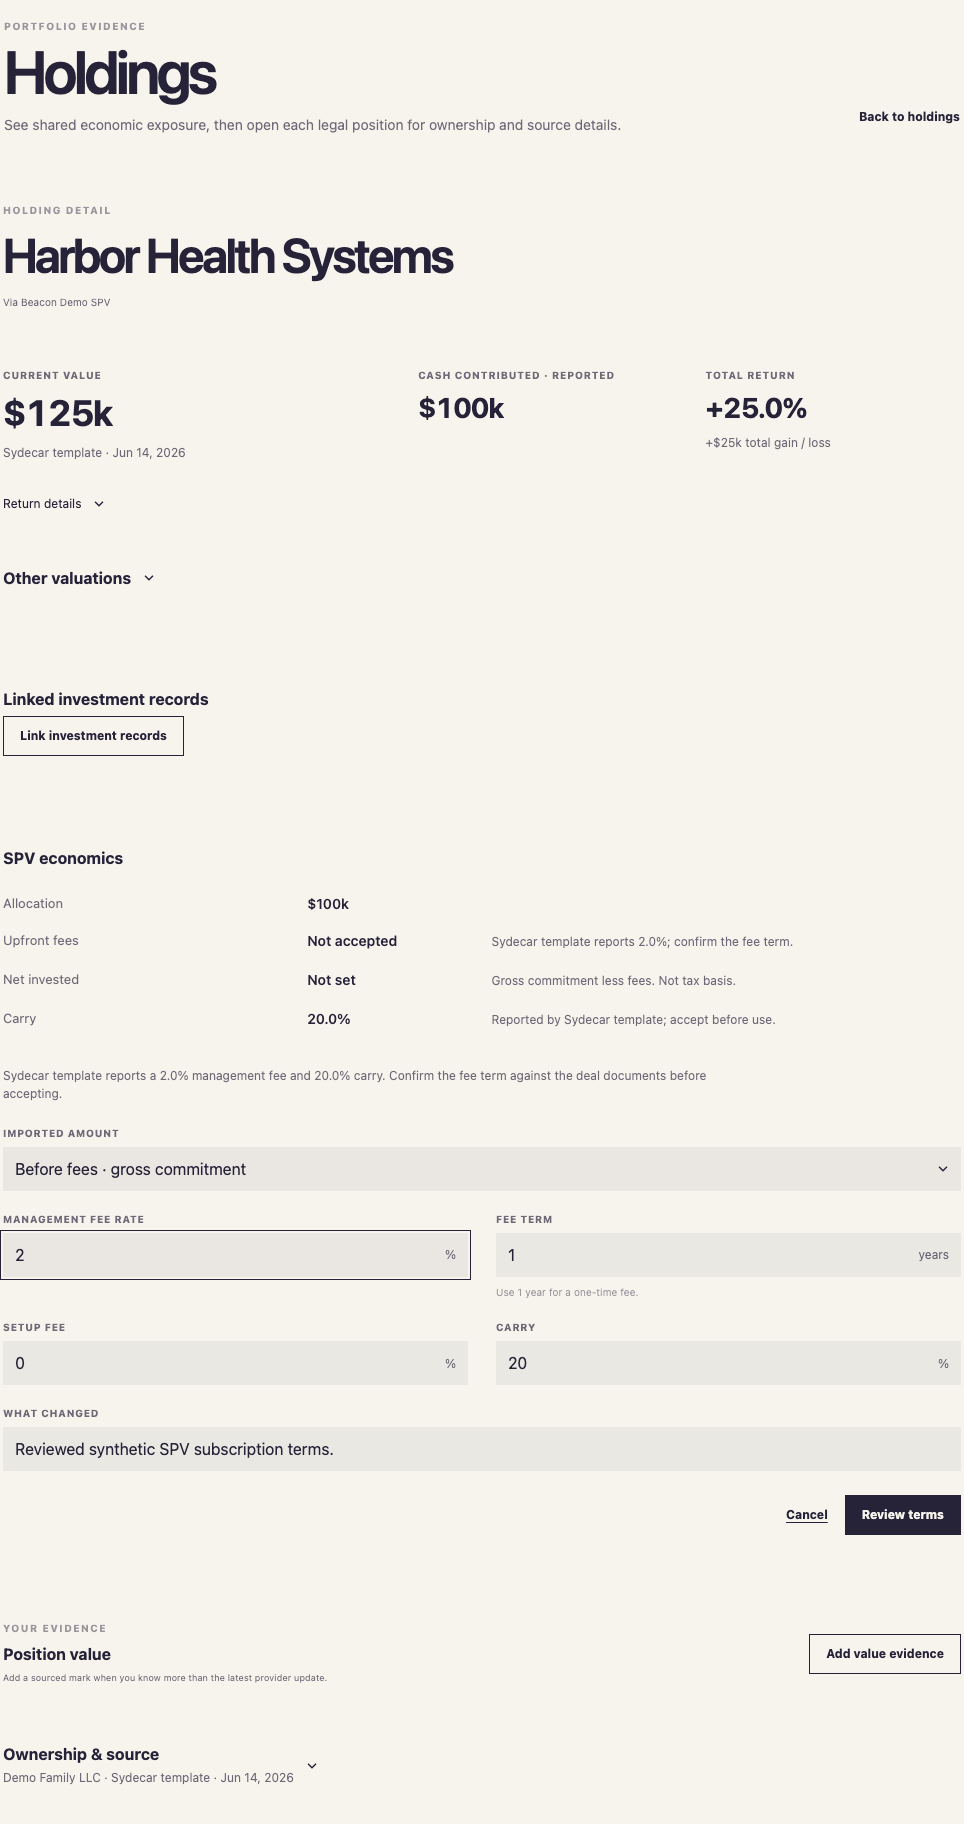 PORTFOLIO EVIDENCE
Holdings
See shared economic exposure, then open each legal position for ownership and source details.
Back to holdings
HOLDING DETAIL
Harbor Health Systems
Via Beacon Demo SPV
CURRENT VALUE
$125k
Sydecar template · Jun 14, 2026
CASH CONTRIBUTED · REPORTED
$100k
TOTAL RETURN
+25.0%
+$25k total gain / loss
Return details
Other valuations
Linked investment records
Link investment records
SPV economics
Allocation $100k
Upfront fees Not accepted Sydecar template reports 2.0%; confirm the fee term.
Net invested Not set Gross commitment less fees. Not tax basis.
Carry 20.0% Reported by Sydecar template; accept before use.
Sydecar template reports a 2.0% management fee and 20.0% carry. Confirm the fee term against the deal documents before
accepting.
IMPORTED AMOUNT
Before fees · gross commitment
MANAGEMENT FEE RATE
2 %
FEE TERM
1 years
Use 1 year for a one-time fee.
SETUP FEE
0 %
CARRY
20 %
WHAT CHANGED
Reviewed synthetic SPV subscription terms.
Cancel
Review terms
YOUR EVIDENCE
Position value
Add a sourced mark when you know more than the latest provider update.
Add value evidence
Ownership & source
Demo Family LLC · Sydecar template · Jun 14, 2026